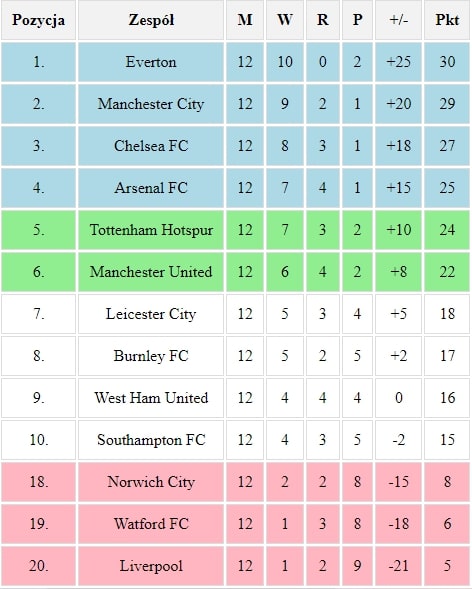 Pozycja Zespół M W R P +/- Pkt
1. Everton 12 10 0 2 +25 30
2. Manchester City 12 9 2 1 +20 29
3. Chelsea FC 12 8 3 1 +18 27
4. Arsenal FC 12 7 4 1 +15 25
5. Tottenham Hotspur 12 7 3 2 +10 24
6. Manchester United 12 6 4 2 +8 22
7. Leicester City 12 5 3 4 +5 18
8. Burnley FC 12 5 2 5 +2 17
9. West Ham United 12 4 4 4 0 16
10. Southampton FC 12 4 3 5 -2 15
18. Norwich City 12 2 2 8 -15 8
19. Watford FC 12 1 3 8 -18 6
20. Liverpool 12 1 2 9 -21 5